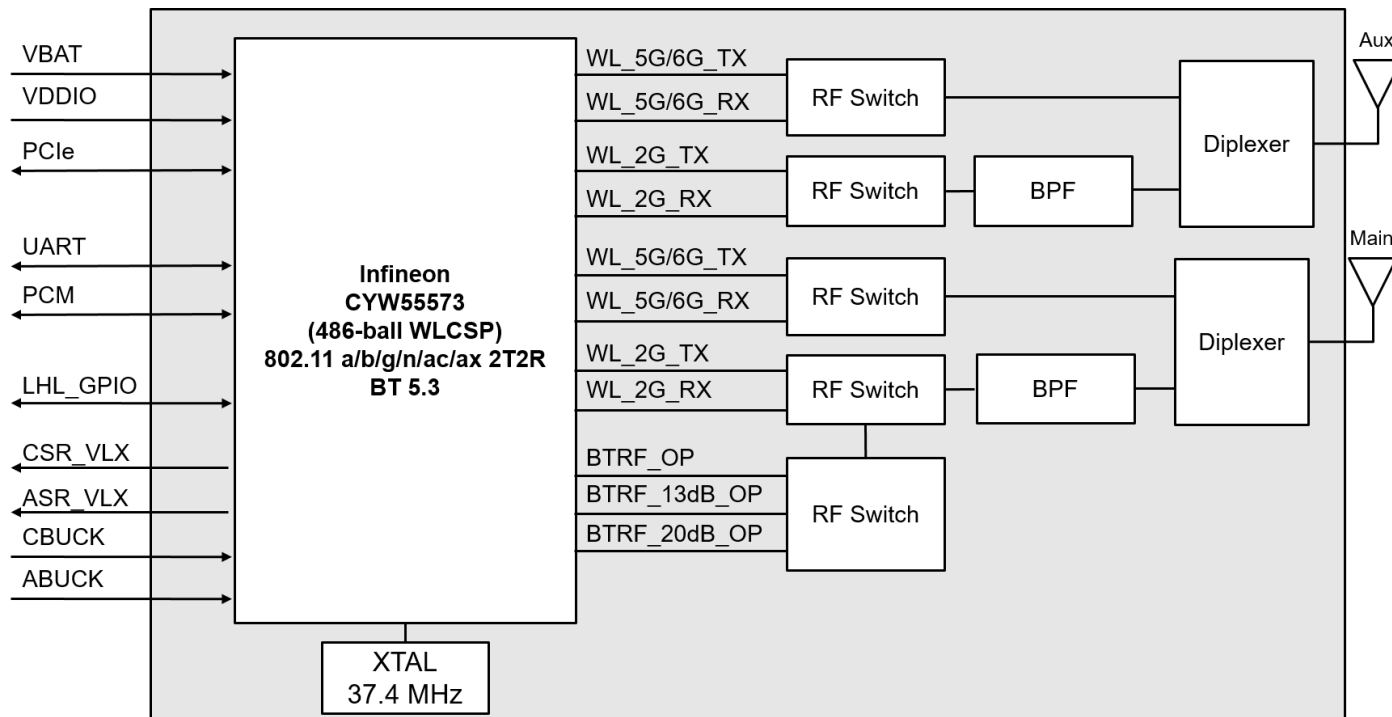 VBAT
VDDIO
PCIe
UART
PCM
LHL_GPIO
CSR_VLX
ASR_VLX
CBUCK
ABUCK
Infineon
CYW55573
(486-ball WLCSP)
802.11 a/b/g/n/ac/ax 2T2R
BT 5.3
XTAL
37.4 MHz
WL_5G/6G_TX
WL_5G/6G_RX
WL_2G_TX
WL_2G_RX
WL_5G/6G_TX
WL_5G/6G_RX
WL_2G_TX
WL_2G_RX
BTRF_OP
BTRF_13dB_OP
BTRF_20dB_OP
RF Switch
RF Switch
BPF
RF Switch
RF Switch
BPF
RF Switch
Diplexer
Diplexer
Aux
Main